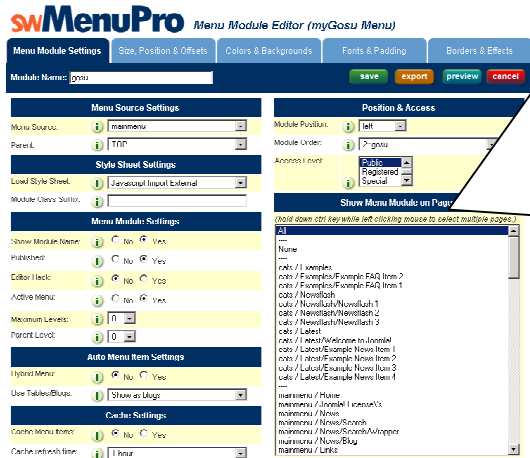 swMenuPro Menu Module Editor (myGosu Menu)
Menu Module Settings
Size, Position & Offsets
Colors & Backgrounds
Fonts & Padding
Borders & Effects
Module Name: gosu
save
export
preview
cancel
Menu Source Settings
Menu Source: mainmenu
Parent: TOP
Style Sheet Settings
Load Style Sheet: Javascript Import External
Module Class Suffix:
Menu Module Settings
Show Module Name: No Yes
Published: No Yes
Editor Hack: No Yes
Active Menu: No Yes
Maximum Levels: 0
Parent Level: 0
Auto Menu Item Settings
Hybrid Menu: No Yes
Use Tables/Blogs: Show as blogs
Cache Settings
Cache Menu Items: No Yes
Cache refresh time: 1 hour
Position & Access
Module Position: left
Module Order: 2::gosu
Access Level: Public
Registered
Special
Show Menu Module on Pag
(hold down ctrl key while left clicking mouse to select multiple pages.)
All
----
None
----
cats / Examples
cats / Examples/Example FAQ Item 2
cats / Examples/Example FAQ Item 1
cats / Newsflash
cats / Newsflash/Newsflash 1
cats / Newsflash/Newsflash 2
cats / Newsflash/Newsflash 3
cats / Latest
cats / Latest/Welcome to Joomla!
cats / Latest/Example News Item 1
cats / Latest/Example News Item 2
cats / Latest/Example News Item 3
cats / Latest/Example News Item 4
----
mainmenu / Home
mainmenu / Joomla! License\'s
mainmenu / News
mainmenu / News/Search
mainmenu / News/Search/Wrapper
mainmenu / News/Blog
mainmenu / Links